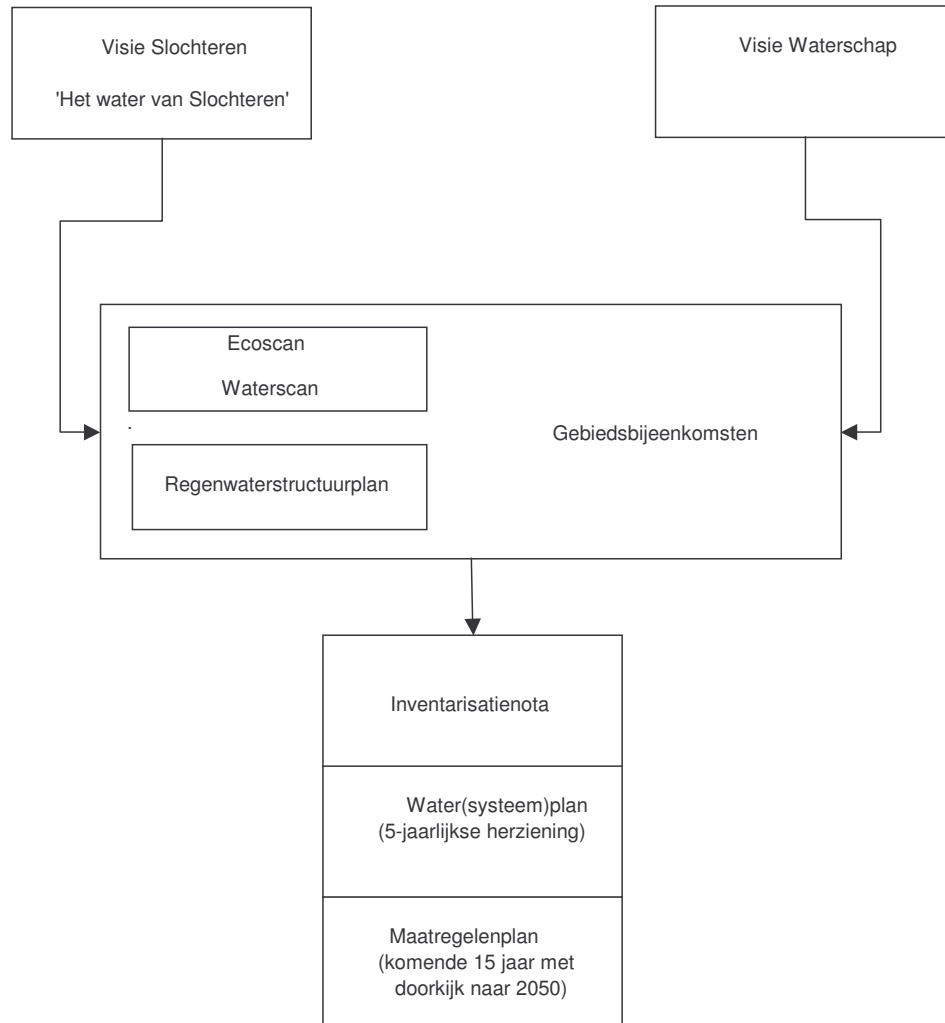 Visie Slochteren
'Het water van Slochteren'
Visie Waterschap
Ecoscan
Waterscan
.
Regenwaterstructuurplan
Gebiedsbijeenkomsten
Inventarisatienota
Water(systeem)plan
(5-jaarlijkse herziening)
Maatregelenplan
(komende 15 jaar met
doorkijk naar 2050)